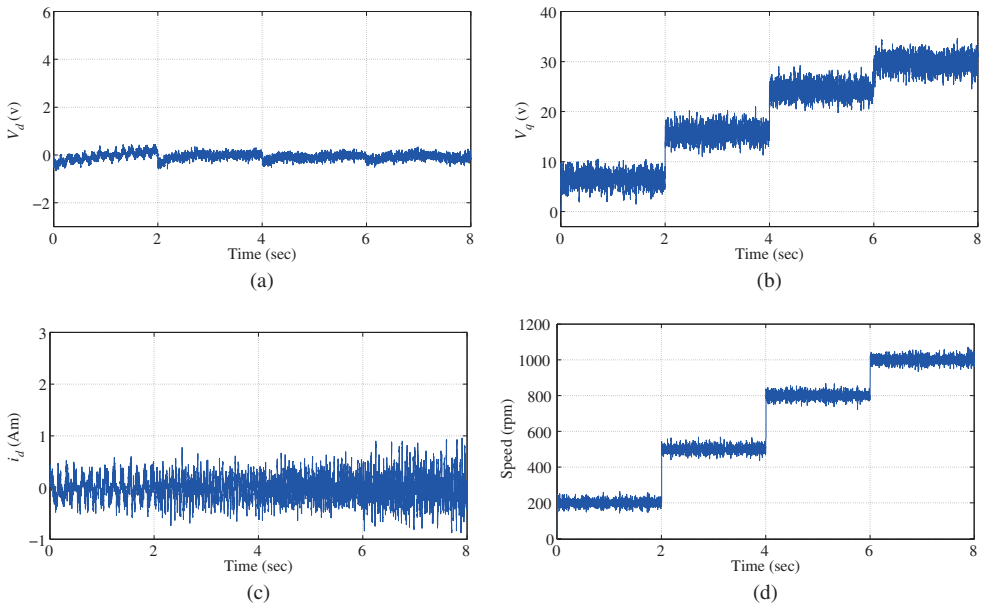 6
4
2
0
−2
V_d (v)
0 2 4 6 8
Time (sec)
(a)
40
30
20
10
0
V_q (v)
0 2 4 6 8
Time (sec)
(b)
3
2
1
0
−1
i_d (Am)
0 2 4 6 8
Time (sec)
(c)
1200
1000
800
600
400
200
0
Speed (rpm)
0 2 4 6 8
Time (sec)
(d)